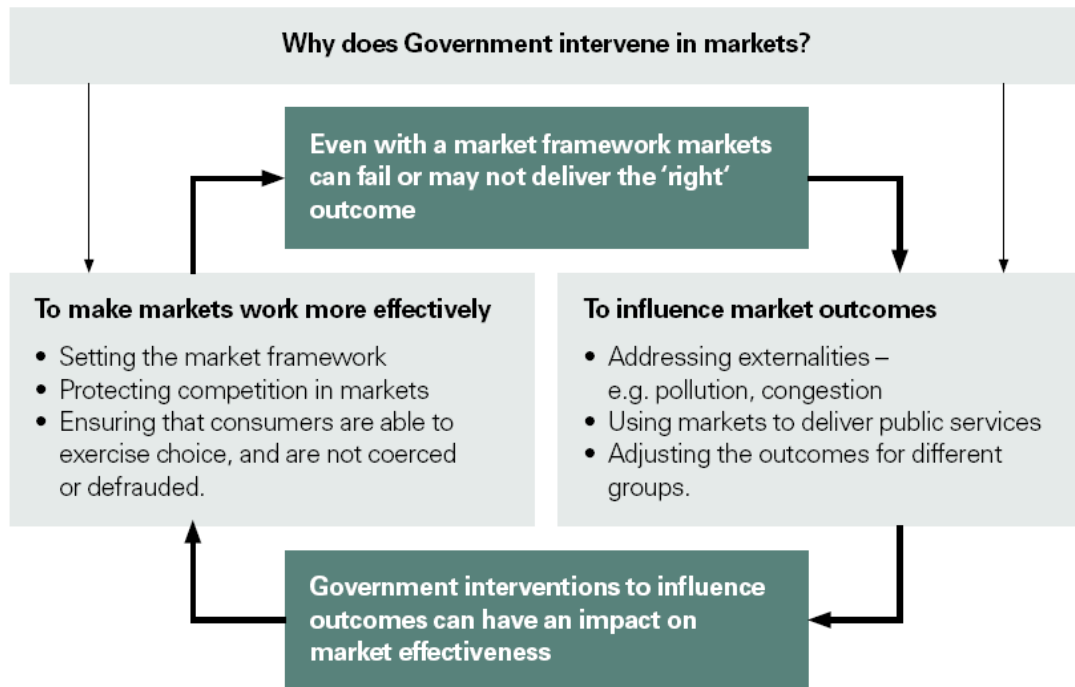 Why does Government intervene in markets?
Even with a market framework markets
can fail or may not deliver the ‘right’
outcome
To make markets work more effectively
• Setting the market framework
• Protecting competition in markets
• Ensuring that consumers are able to
exercise choice, and are not coerced
or defrauded.
To influence market outcomes
• Addressing externalities –
e.g. pollution, congestion
• Using markets to deliver public services
• Adjusting the outcomes for different
groups.
Government interventions to influence
outcomes can have an impact on
market effectiveness